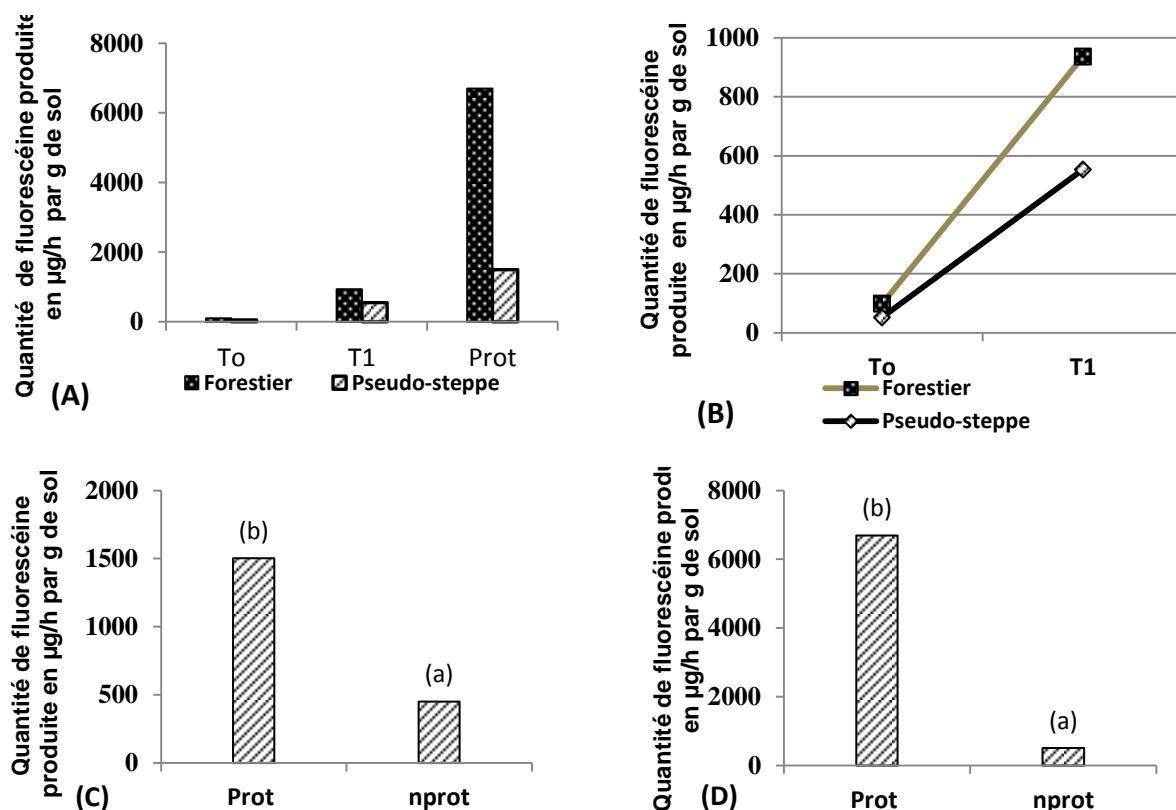 Quantité de fluorescéine produite
en µg/h par g de sol
8000
6000
4000
2000
0
To T1 Prot
Forestier Pseudo-steppe
(A)
Quantité de fluorescéine
produite en µg/h par g de sol
1000
800
600
400
200
0
To T1
Forestier
Pseudo-steppe
(B)
Quantité de fluorescéine
produite en µg/h par g de sol
2000
1500
1000
500
0
(b)
(a)
Prot nprot
(C)
Quantité de fluorescéine produ
en µg/h par g de sol
8000
6000
4000
2000
0
(b)
(a)
Prot nprot
(D)